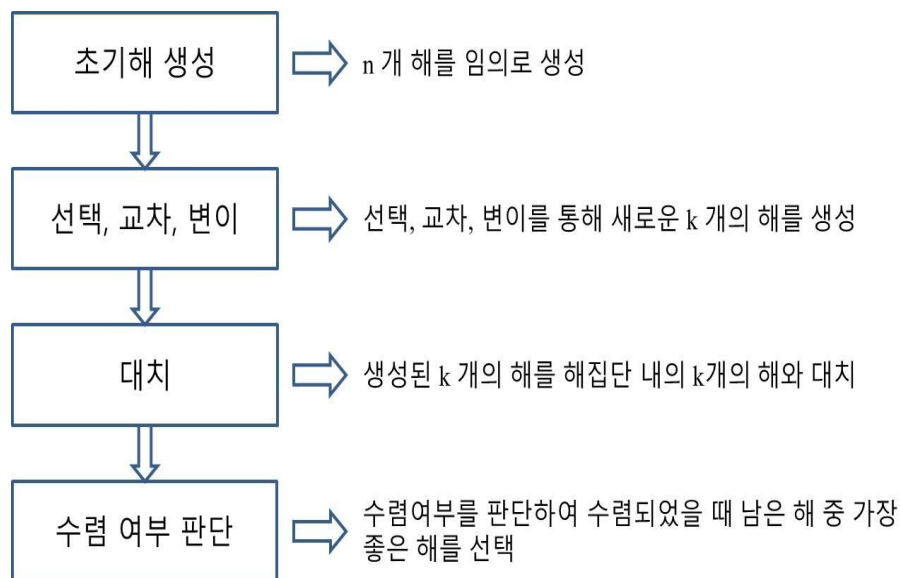 초기해 생성
n 개 해를 임의로 생성
선택, 교차, 변이
선택, 교차, 변이를 통해 새로운 k 개의 해를 생성
대치
생성된 k 개의 해를 해집단 내의 k개의 해와 대치
수렴 여부 판단
수렴여부를 판단하여 수렴되었을 때 남은 해 중 가장
좋은 해를 선택